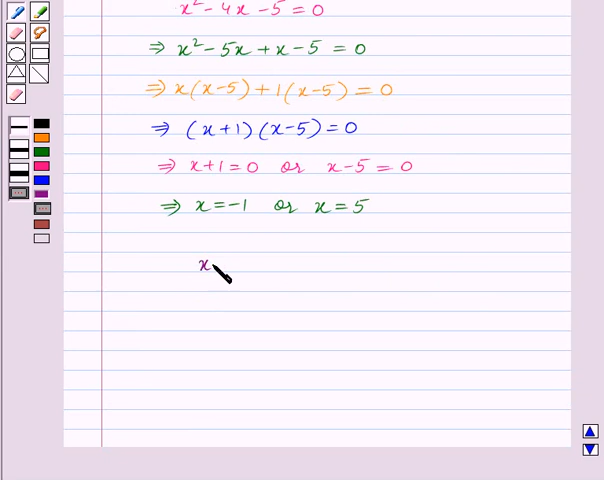 x² - 4x - 5 = 0
⇒ x² - 5x + x - 5 = 0
⇒ x(x-5) + 1(x-5) = 0
⇒ (x+1)(x-5) = 0
⇒ x+1 = 0 or x-5 = 0
⇒ x = -1 or x = 5
x